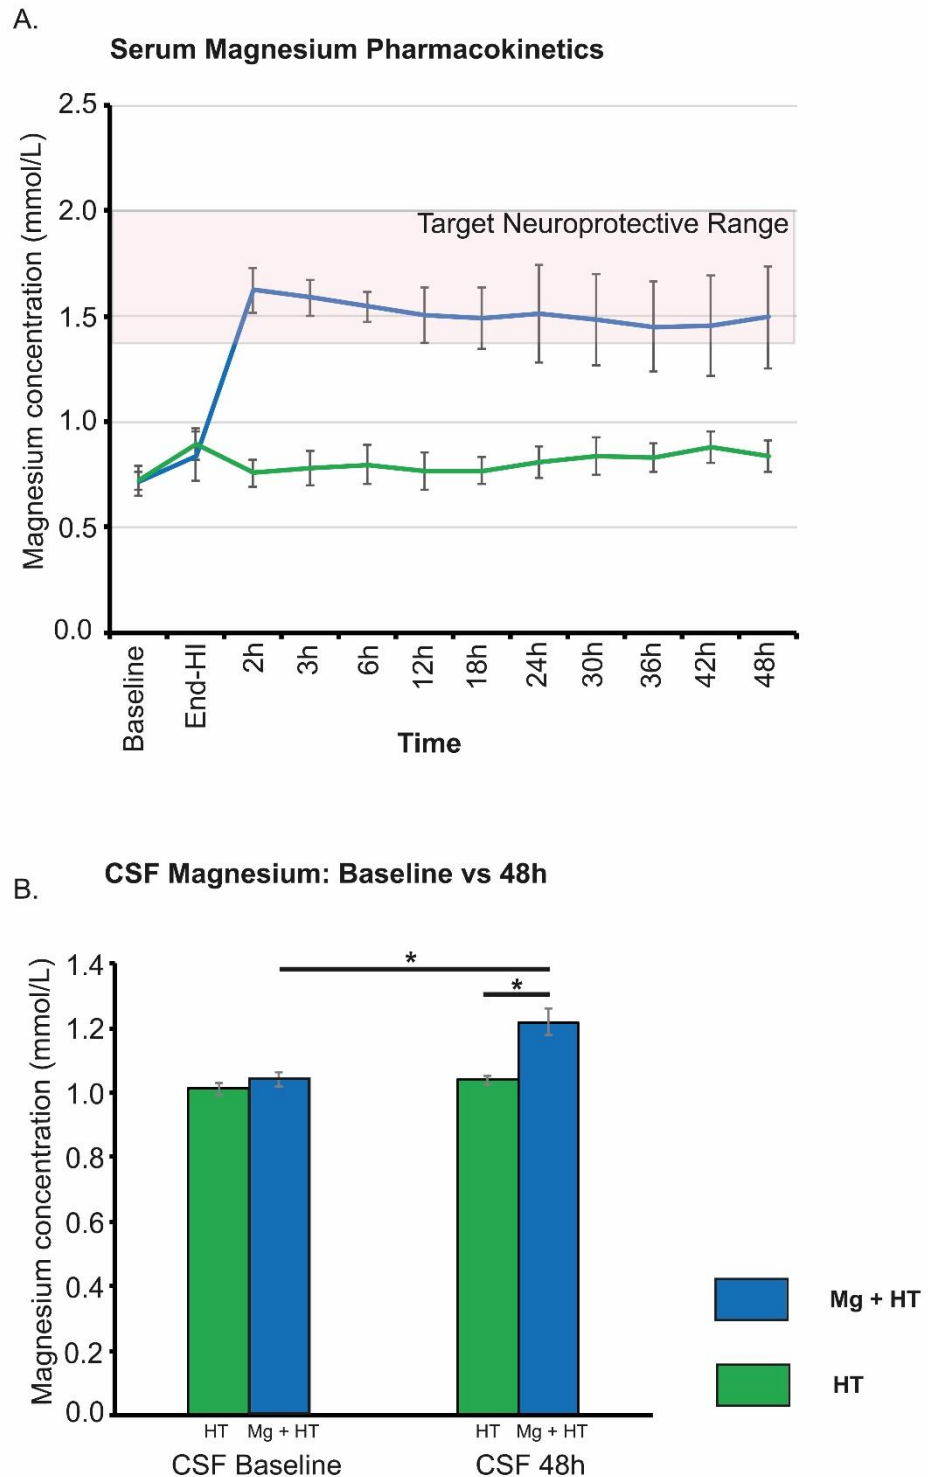 A.
Serum Magnesium Pharmacokinetics
Magnesium concentration (mmol/L)
2.5
2.0
1.5
1.0
0.5
0.0
Target Neuroprotective Range
Baseline
End-HI
2h
3h
6h
12h
18h
24h
30h
36h
42h
48h
Time
B.
CSF Magnesium: Baseline vs 48h
Magnesium concentration (mmol/L)
1.4
1.2
1.0
0.8
0.6
0.4
0.2
0.0
*
*
HT Mg + HT HT Mg + HT
CSF Baseline CSF 48h
Mg + HT
HT